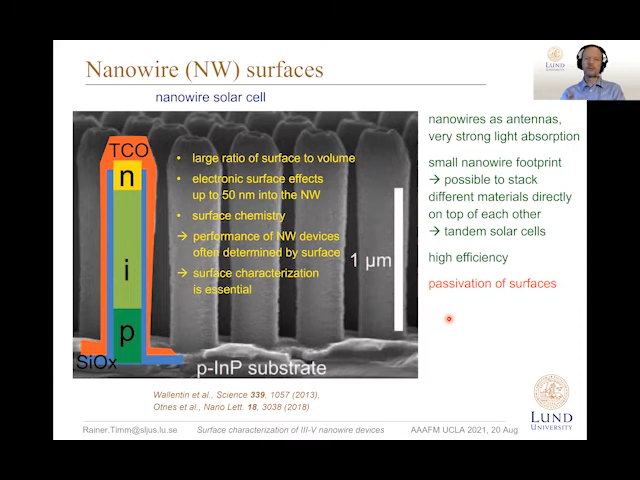 Nanowire (NW) surfaces
LUND
UNIVERSITY
nanowire solar cell
TCO
n
i
p
SiOx
• large ratio of surface to volume
• electronic surface effects
up to 50 nm into the NW
• surface chemistry
→ performance of NW devices
often determined by surface
→ surface characterization
is essential
1 μm
p-InP substrate
nanowires as antennas,
very strong light absorption
small nanowire footprint
→ possible to stack
different materials directly
on top of each other
→ tandem solar cells
high efficiency
passivation of surfaces
Wallentin et al., Science 339, 1057 (2013),
Otnes et al., Nano Lett. 18, 3038 (2018)
LUND
UNIVERSITY
Rainer.Timm@sljus.lu.se
Surface characterization of III-V nanowire devices
AAAFM UCLA 2021, 20 Aug